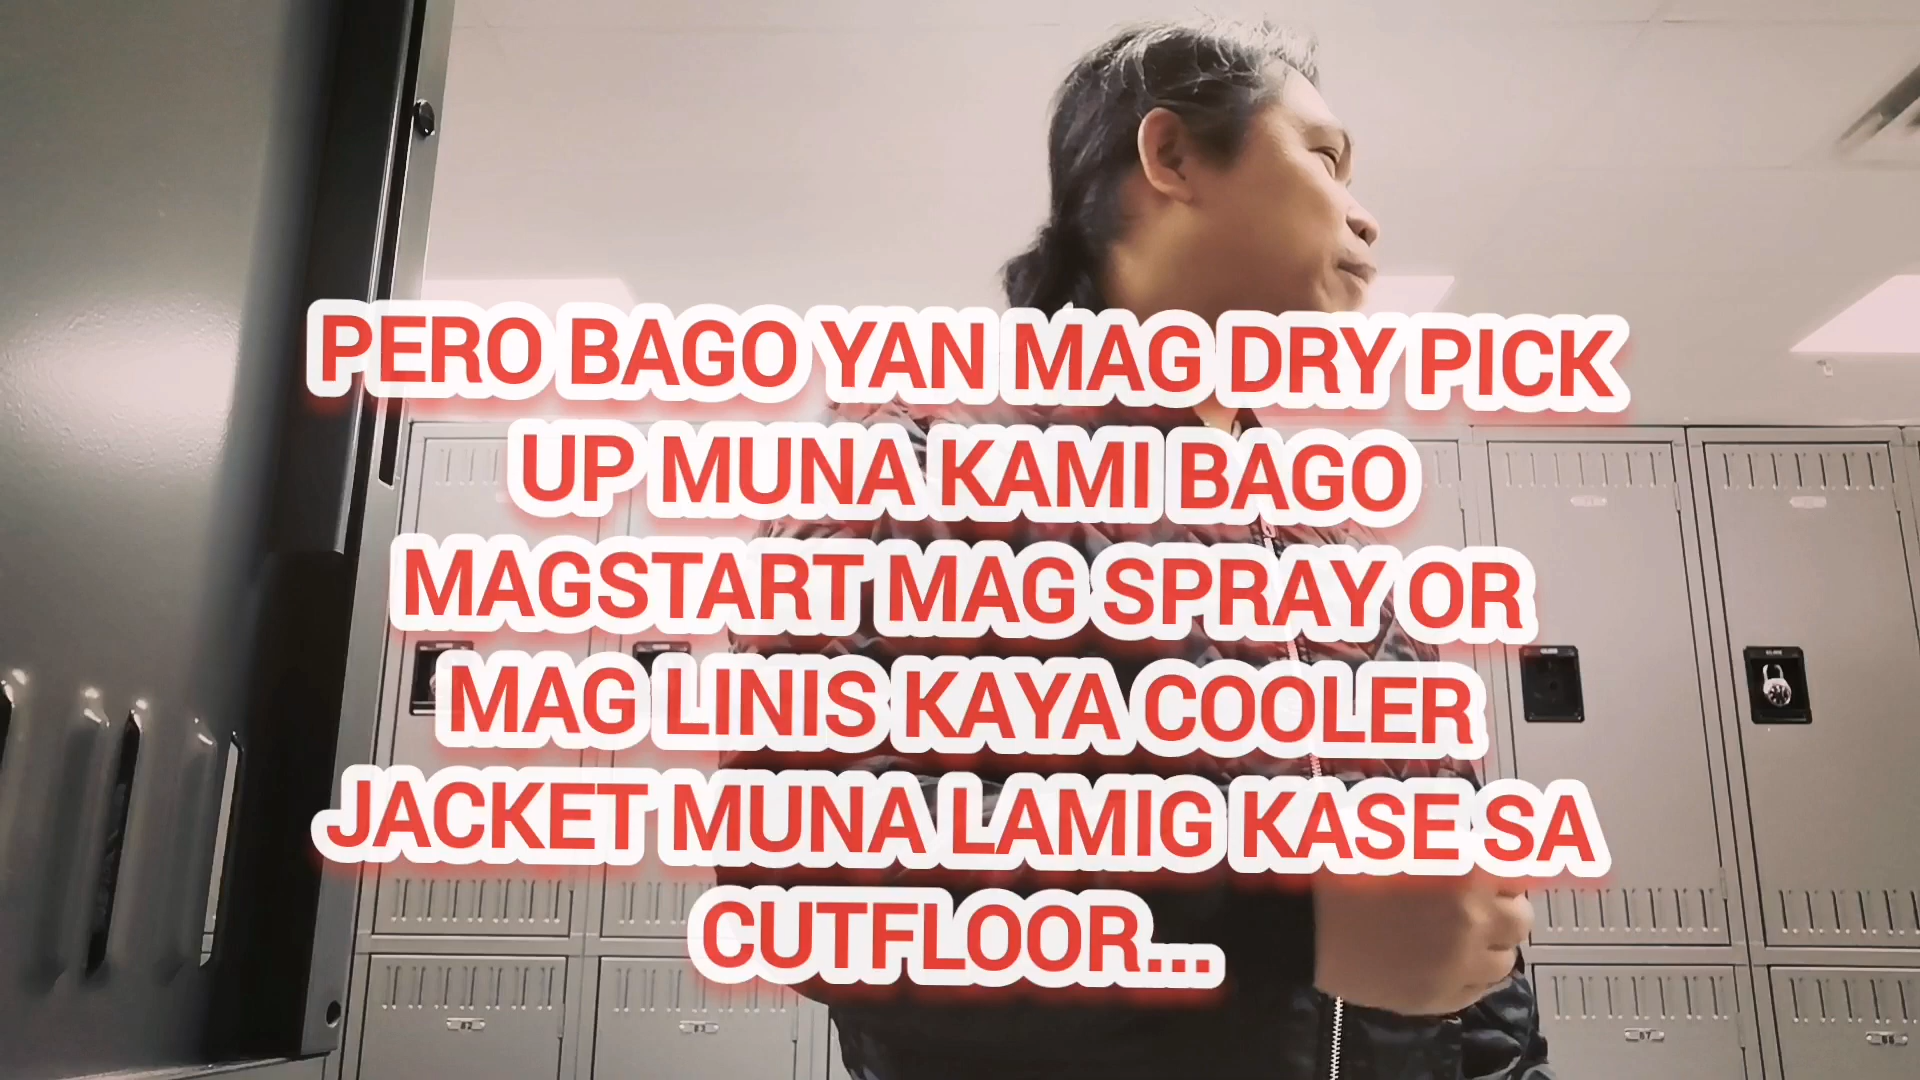 PERO BAGO YAN MAG DRY PICK
UP MUNA KAMI BAGO
MAGSTART MAG SPRAY OR
MAG LINIS KAYA COOLER
JACKET MUNA LAMIG KASE SA
CUTFLOOR...